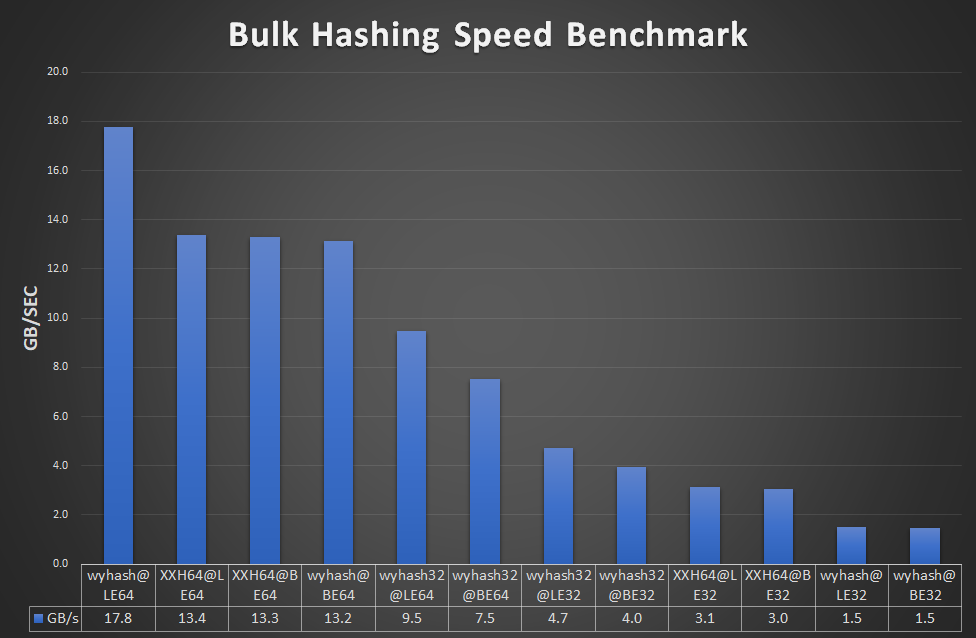 Bulk Hashing Speed Benchmark
20.0
18.0
16.0
14.0
12.0
10.0
8.0
6.0
4.0
2.0
0.0
GB/SEC
wyhash@ XXH64@L XXH64@B wyhash@ wyhash32 wyhash32 wyhash32 wyhash32 XXH64@L XXH64@B wyhash@ wyhash@
LE64 E64 E64 BE64 @LE64 @BE64 @LE32 @BE32 E32 E32 LE32 BE32
GB/s 17.8 13.4 13.3 13.2 9.5 7.5 4.7 4.0 3.1 3.0 1.5 1.5